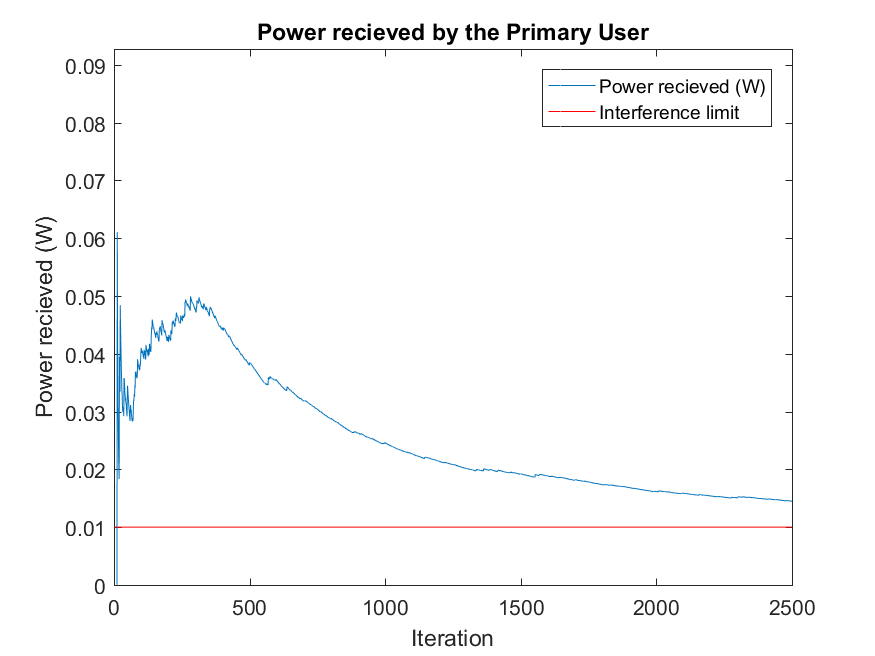 Power recieved by the Primary User
0.09
0.08
0.07
0.06
0.05
0.04
0.03
0.02
0.01
0
Power recieved (W)
Power recieved (W)
Interference limit
0 500 1000 1500 2000 2500
Iteration